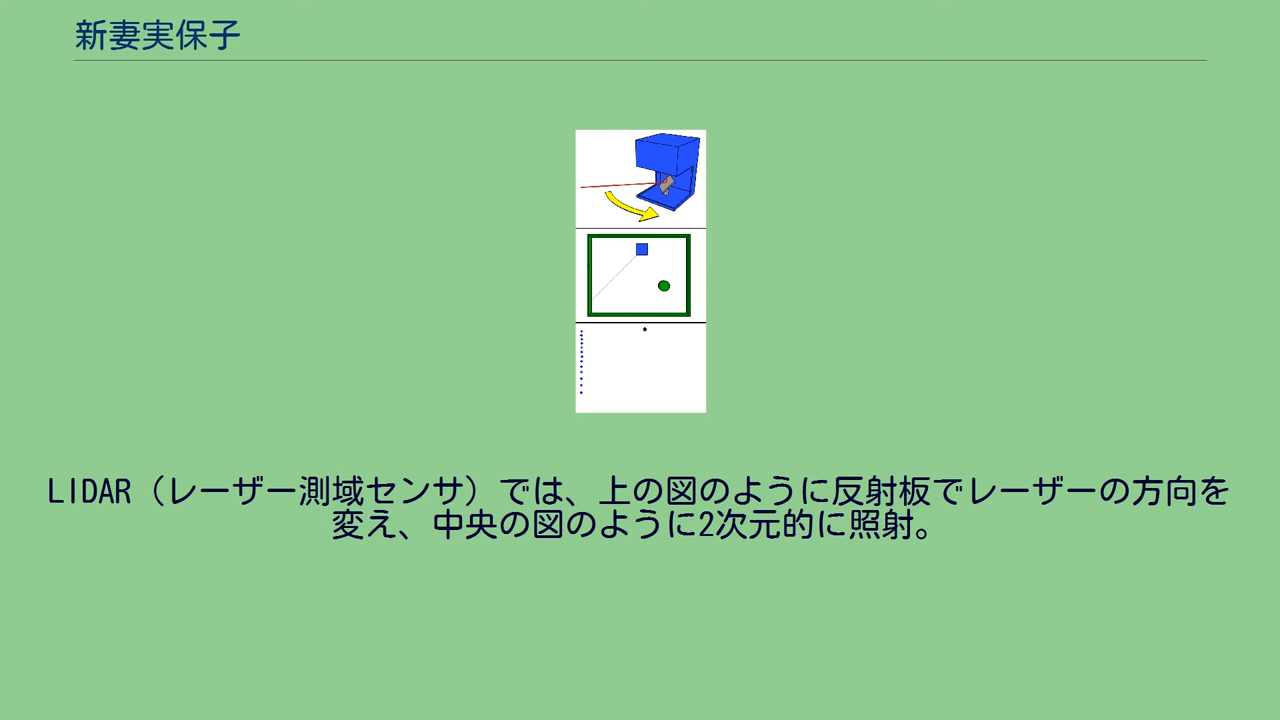 新妻実保子
LIDAR（レーザー測域センサ）では、上の図のように反射板でレーザーの方向を
変え、中央の図のように2次元的に照射。